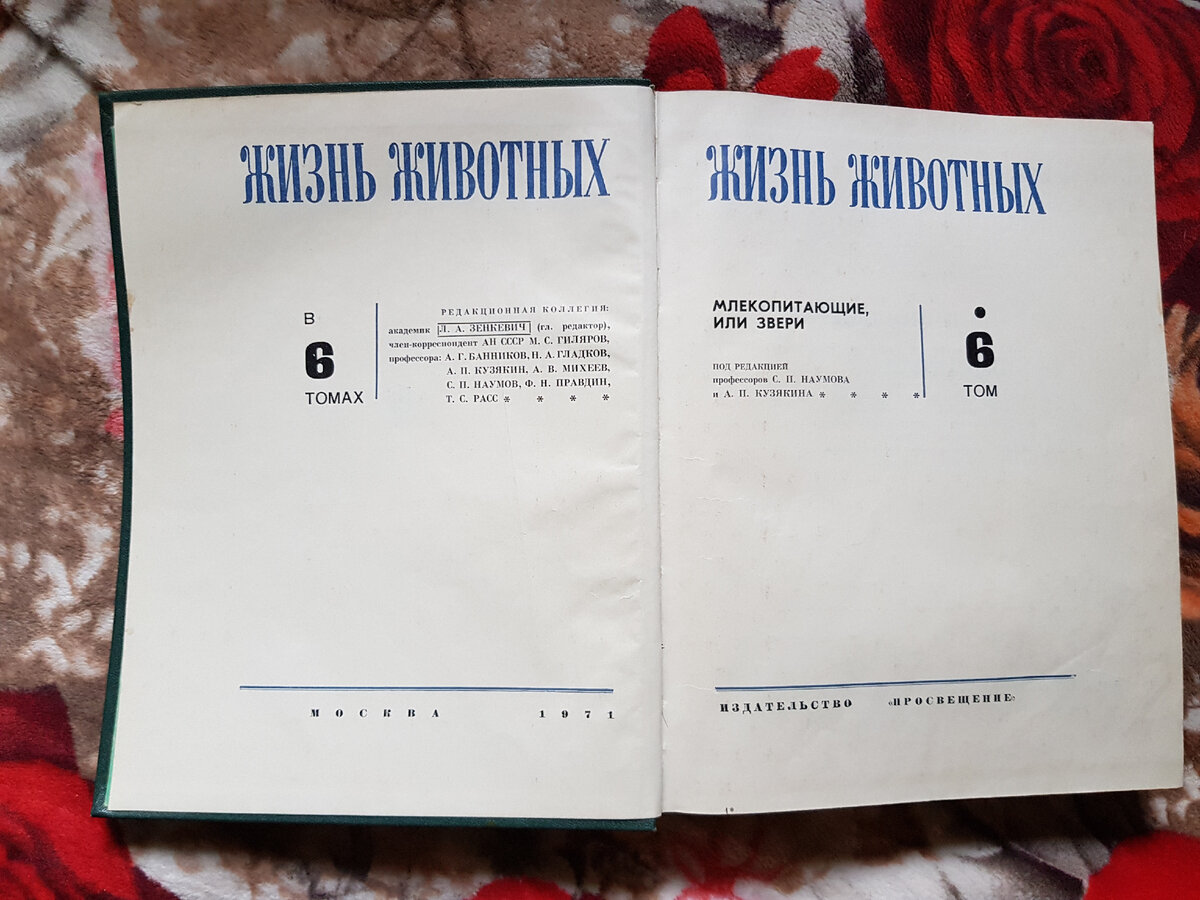 ЖИЗНЬ ЖИВОТНЫХ
В
6
ТОМАХ
РЕДАКЦИОННАЯ КОЛЛЕГИЯ:
академик Л. А. ЗЕНКЕВИЧ (гл. редактор),
член-корреспондент АН СССР М. С. ГИЛЯРОВ,
профессора: А. Г. БАННИКОВ, Н. А. ГЛАДКОВ,
А. П. КУЗЯКИН, А. В. МИХЕЕВ,
С. П. НАУМОВ, Ф. Н. ПРАВДИН,
Т. С. РАСС * * * *
МОСКВА 1971
ЖИЗНЬ ЖИВОТНЫХ
МЛЕКОПИТАЮЩИЕ,
ИЛИ ЗВЕРИ
ПОД РЕДАКЦИЕЙ
профессоров С. П. НАУМОВА
и А. П. КУЗЯКИНА * * * *
•
6
ТОМ
ИЗДАТЕЛЬСТВО «ПРОСВЕЩЕНИЕ»
1*